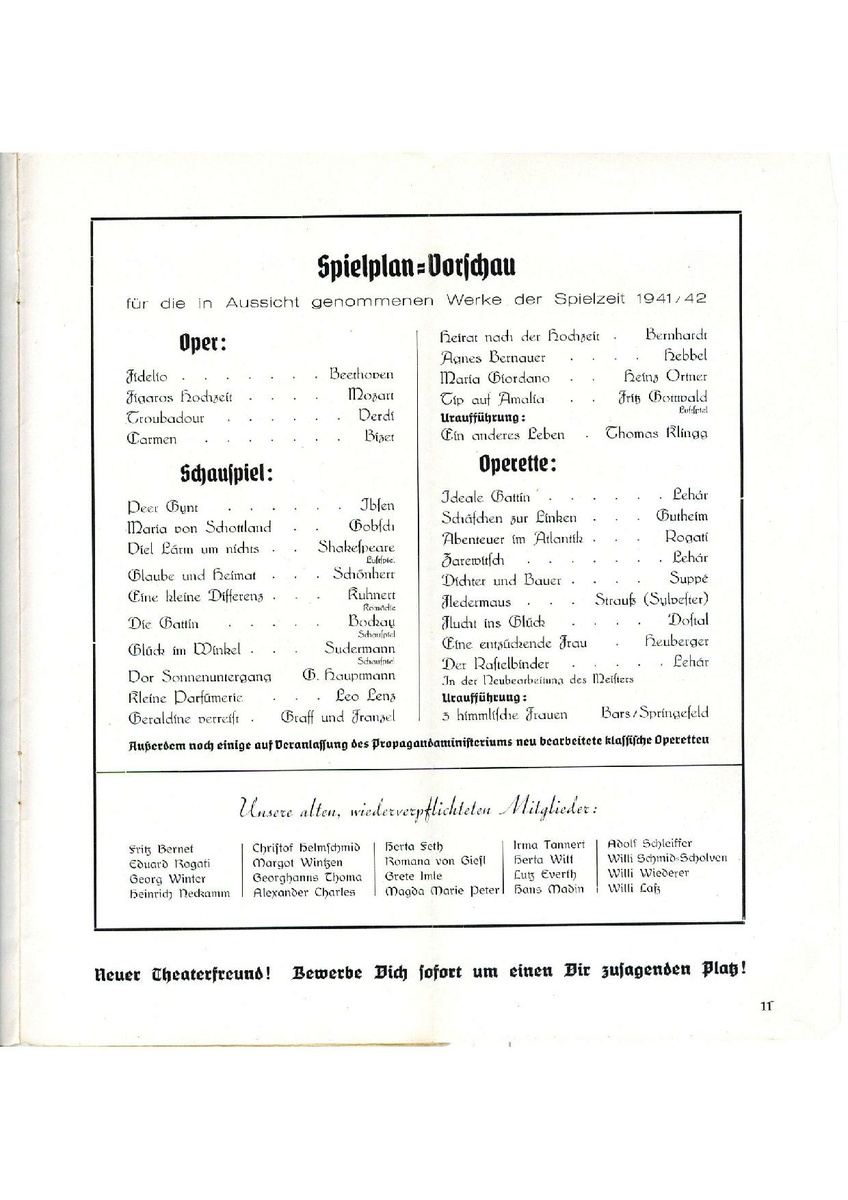 Spielplan=Vorschau
für die in Aussicht genommenen Werke der Spielzeit 1941/42
Oper:
Fidelio . . . . . . . Beethoven
Figaros Hochzeit . . . . Mozart
Troubadour . . . . . . Verdi
Carmen . . . . . . . Bizet
Schauspiel:
Peer Gynt . . . . . . Ibsen
Maria von Schottland . . Gobsch
Viel Lärm um nichts . . Shakespeare
Lustspiel
Glaube und Heimat . . . Schönherr
Eine kleine Differenz . . . Kuhnert
Komödie
Die Gattin . . . . . Bockay
Schauspiel
Glück im Winkel . . . Sudermann
Schauspiel
Vor Sonnenuntergang G. Hauptmann
Kleine Parfümerie . . . Leo Lenz
Geraldine verreist . Graff und Franzel
Heirat nach der Hochzeit . Bernhardt
Agnes Bernauer . . . . Hebbel
Maria Giordano . . Heinz Ortner
Tip auf Amalia . . Fritz Gottwald
Lustspiel
Uraufführung:
Ein anderes Leben . Thomas Klingg
Operette:
Ideale Gattin . . . . . . Lehár
Schäfchen zur Linken . . . Gutheim
Abenteuer im Atlantik . . . Rogati
Zarewitsch . . . . . . Lehár
Dichter und Bauer . . . . Suppé
Fledermaus . . . Strauß (Sylvester)
Flucht ins Glück . . . . Dostal
Eine entzückende Frau . Heuberger
Der Rastelbinder . . . . . Lehár
In der Neubearbeitung des Meisters
Uraufführung:
3 himmlische Frauen Bars/Springefeld
Außerdem noch einige auf Veranlassung des Propagandaministeriums neu bearbeitete klassische Operetten
Unsere alten, wiederverpflichteten Mitglieder:
Fritz Bernet
Eduard Rogati
Georg Winter
Heinrich Neckamm
Christof Helmschmid
Margot Wintzen
Georghanns Thoma
Alexander Charles
Herta Feth
Romana von Giesl
Grete Imle
Magda Marie Peter
Irma Tannert
Herta Witt
Lutz Everth
Hans Madin
Adolf Schleiffer
Willi Schmid-Scholven
Willi Wiederer
Willi Latz
Neuer Theaterfreund! Bewerbe Dich sofort um einen Dir zusagenden Platz!
11